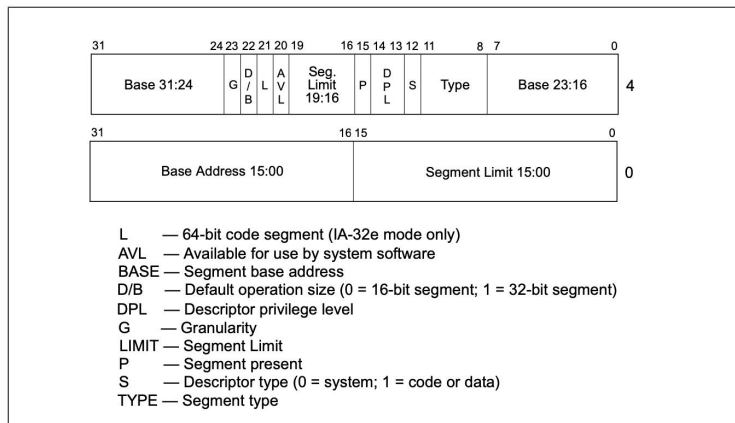 31 24 23 22 21 20 19 16 15 14 13 12 11 8 7 0
Base 31:24 G D/B L AVL Seg. Limit 19:16 P DPL S Type Base 23:16 4
31 16 15 0
Base Address 15:00 Segment Limit 15:00 0
L — 64-bit code segment (IA-32e mode only)
AVL — Available for use by system software
BASE — Segment base address
D/B — Default operation size (0 = 16-bit segment; 1 = 32-bit segment)
DPL — Descriptor privilege level
G — Granularity
LIMIT — Segment Limit
P — Segment present
S — Descriptor type (0 = system; 1 = code or data)
TYPE — Segment type